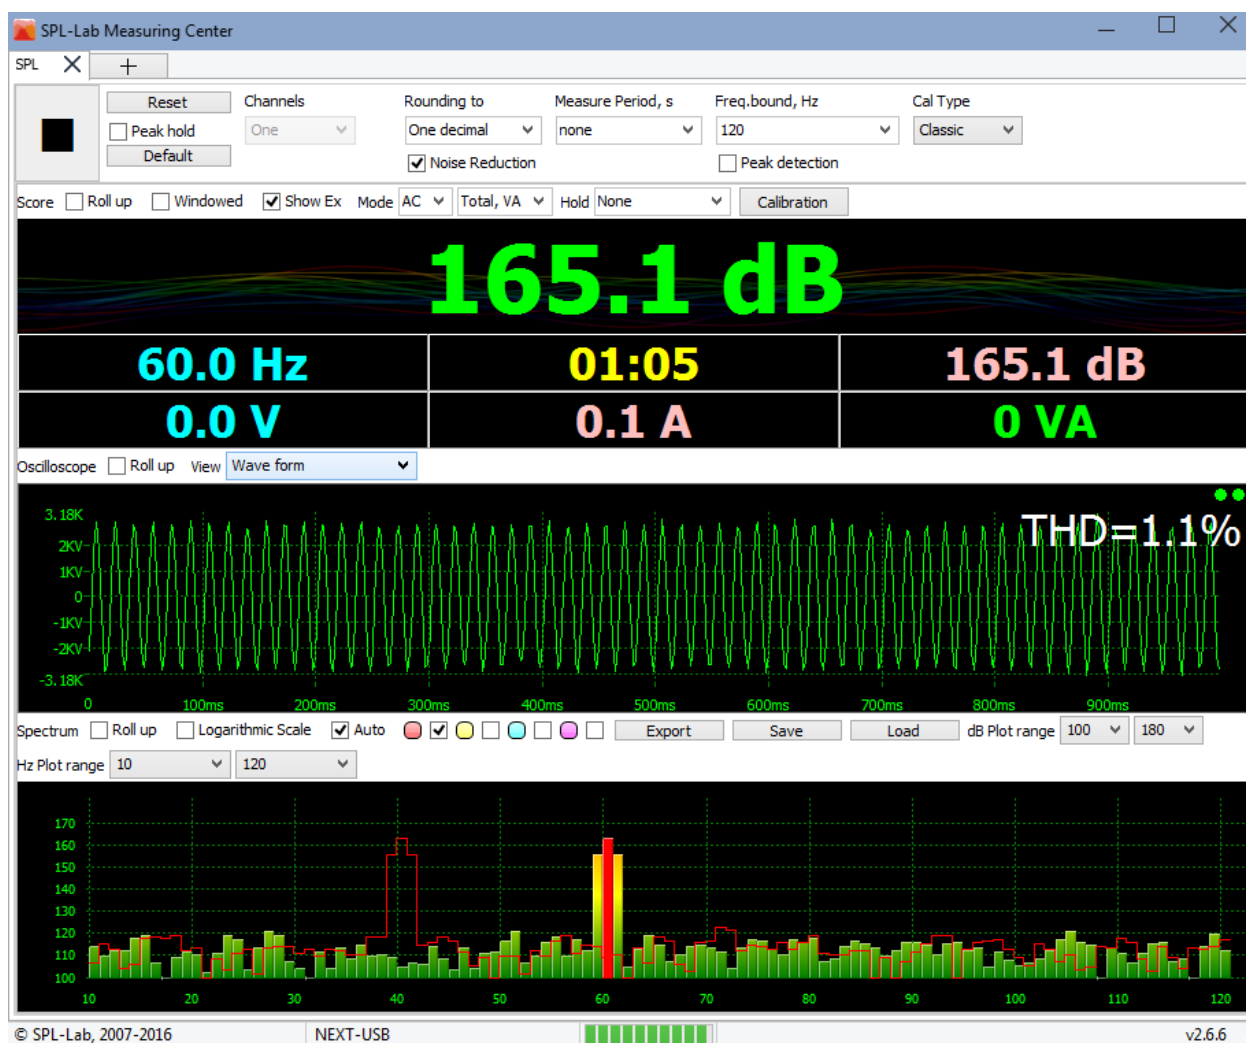 SPL-Lab Measuring Center
SPL
Reset Channels Rounding to Measure Period, s Freq.bound, Hz Cal Type
Peak hold One One decimal none 120 Classic
Default Noise Reduction Peak detection
Score Roll up Windowed Show Ex Mode AC Total, VA Hold None Calibration
165.1 dB
60.0 Hz 01:05 165.1 dB
0.0 V 0.1 A 0 VA
Oscilloscope Roll up View Wave form
THD=1.1%
3.18K
2KV
1KV
0
-1KV
-2KV
-3.18K
0 100ms 200ms 300ms 400ms 500ms 600ms 700ms 800ms 900ms
Spectrum Roll up Logarithmic Scale Auto Export Save Load dB Plot range 100 180
Hz Plot range 10 120
170
160
150
140
130
120
110
100
10 20 30 40 50 60 70 80 90 100 110 120
© SPL-Lab, 2007-2016 NEXT-USB v2.6.6